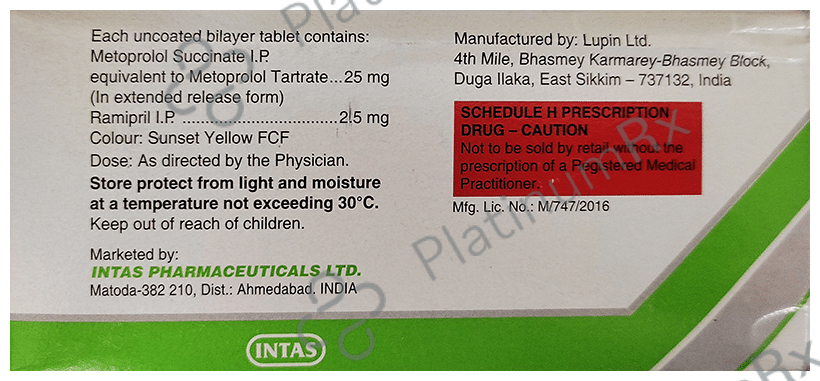 Each uncoated bilayer tablet contains:
Metoprolol Succinate I.P.
equivalent to Metoprolol Tartrate...25 mg
(In extended release form)
Ramipril I.P. ....................................2.5 mg
Colour: Sunset Yellow FCF
Dose: As directed by the Physician.
Store protect from light and moisture
at a temperature not exceeding 30°C.
Keep out of reach of children.
Marketed by:
INTAS PHARMACEUTICALS LTD.
Matoda-382 210, Dist.: Ahmedabad. INDIA
INTAS
Manufactured by: Lupin Ltd.
4th Mile, Bhasmey Karmarey-Bhasmey Block,
Duga Ilaka, East Sikkim – 737132, India
SCHEDULE H PRESCRIPTION
DRUG – CAUTION
Not to be sold by retail without the
prescription of a Registered Medical
Practitioner.
Mfg. Lic. No.: M/747/2016
PlatinumRx
PlatinumRx